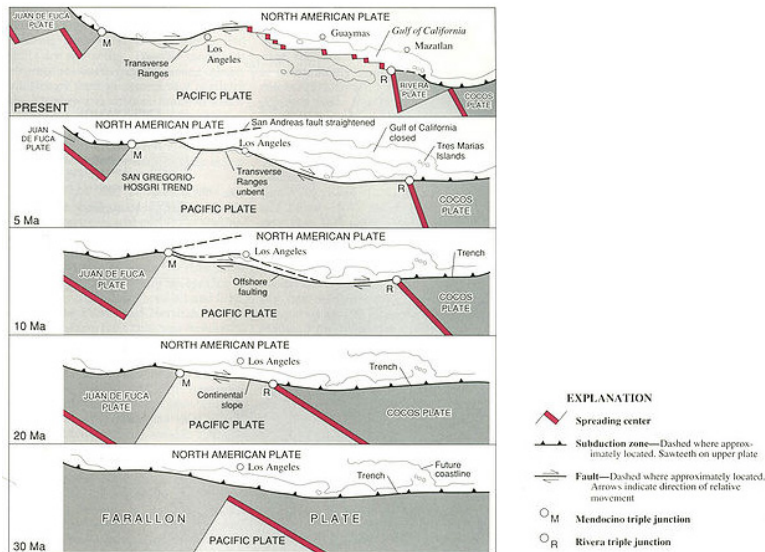 JUAN DE FUCA
PLATE
NORTH AMERICAN PLATE
Gulf of California
Guaymas
Mazatlan
M
Los
Angeles
Transverse
Ranges
R
RIVERA
PLATE
COCOS
PLATE
PACIFIC PLATE
PRESENT
NORTH AMERICAN PLATE
San Andreas fault straightened
JUAN
DE FUCA
PLATE
M
Los Angeles
Gulf of California
closed
Tres Marias
Islands
SAN GREGORIO-
HOSGRI TREND
Transverse
Ranges
unbent
R
COCOS
PLATE
PACIFIC PLATE
5 Ma
NORTH AMERICAN PLATE
Los Angeles
Trench
M
JUAN DE FUCA
PLATE
Offshore
faulting
R
COCOS
PLATE
PACIFIC PLATE
10 Ma
NORTH AMERICAN PLATE
Los Angeles
Trench
M
JUAN DE FUCA
PLATE
Continental
slope
R
COCOS PLATE
PACIFIC PLATE
20 Ma
NORTH AMERICAN PLATE
Los Angeles
Trench
Future
coastline
FARALLON PLATE
PACIFIC PLATE
30 Ma
EXPLANATION
Spreading center
Subduction zone—Dashed where approx-
imately located. Sawteeth on upper plate
Fault—Dashed where approximately located.
Arrows indicate direction of relative
movement
M Mendocino triple junction
R Rivera triple junction